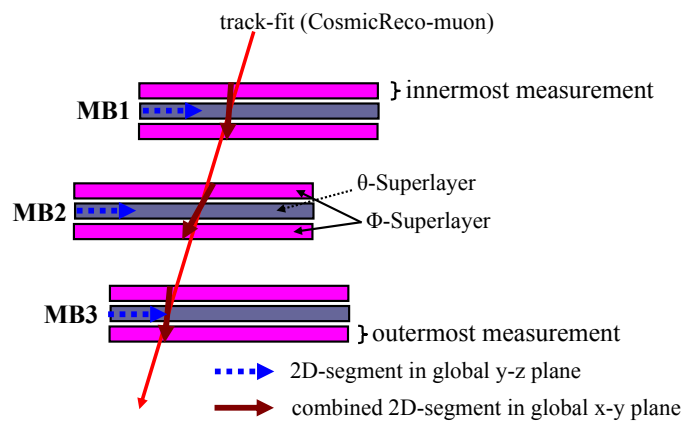 track-fit (CosmicReco-muon)
innermost measurement
MB1
θ-Superlayer
MB2
Φ-Superlayer
MB3
outermost measurement
2D-segment in global y-z plane
combined 2D-segment in global x-y plane